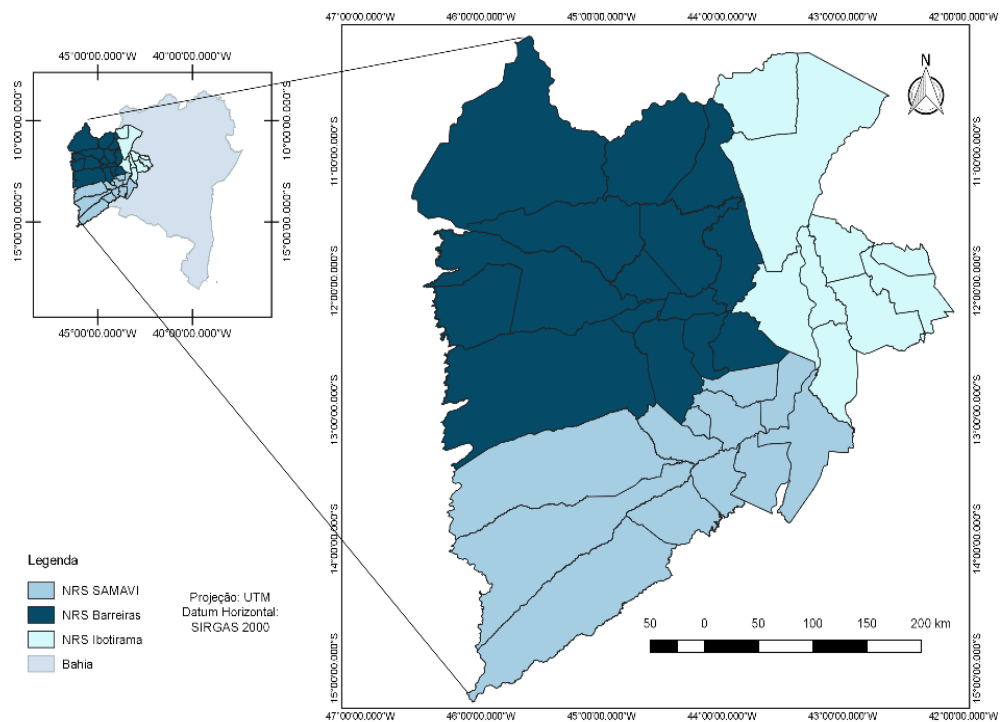 47°00'00.000"W 46°00'00.000"W 45°00'00.000"W 44°00'00.000"W 43°00'00.000"W 42°00'00.000"W
45°00'00.000"W 40°00'00.000"W
10°00'00.000"S 15°00'00.000"S
10°00'00.000"S 15°00'00.000"S
45°00'00.000"W 40°00'00.000"W
11°00'00.000"S 12°00'00.000"S 13°00'00.000"S 14°00'00.000"S 15°00'00.000"S
N
11°00'00.000"S 12°00'00.000"S 13°00'00.000"S 14°00'00.000"S 15°00'00.000"S
Legenda
NRS SAMAVI
NRS Barreiras
NRS Ibotirama
Bahia
Projeção: UTM
Datum Horizontal:
SIRGAS 2000
50 0 50 100 150 200 km
47°00'00.000"W 46°00'00.000"W 45°00'00.000"W 44°00'00.000"W 43°00'00.000"W 42°00'00.000"W